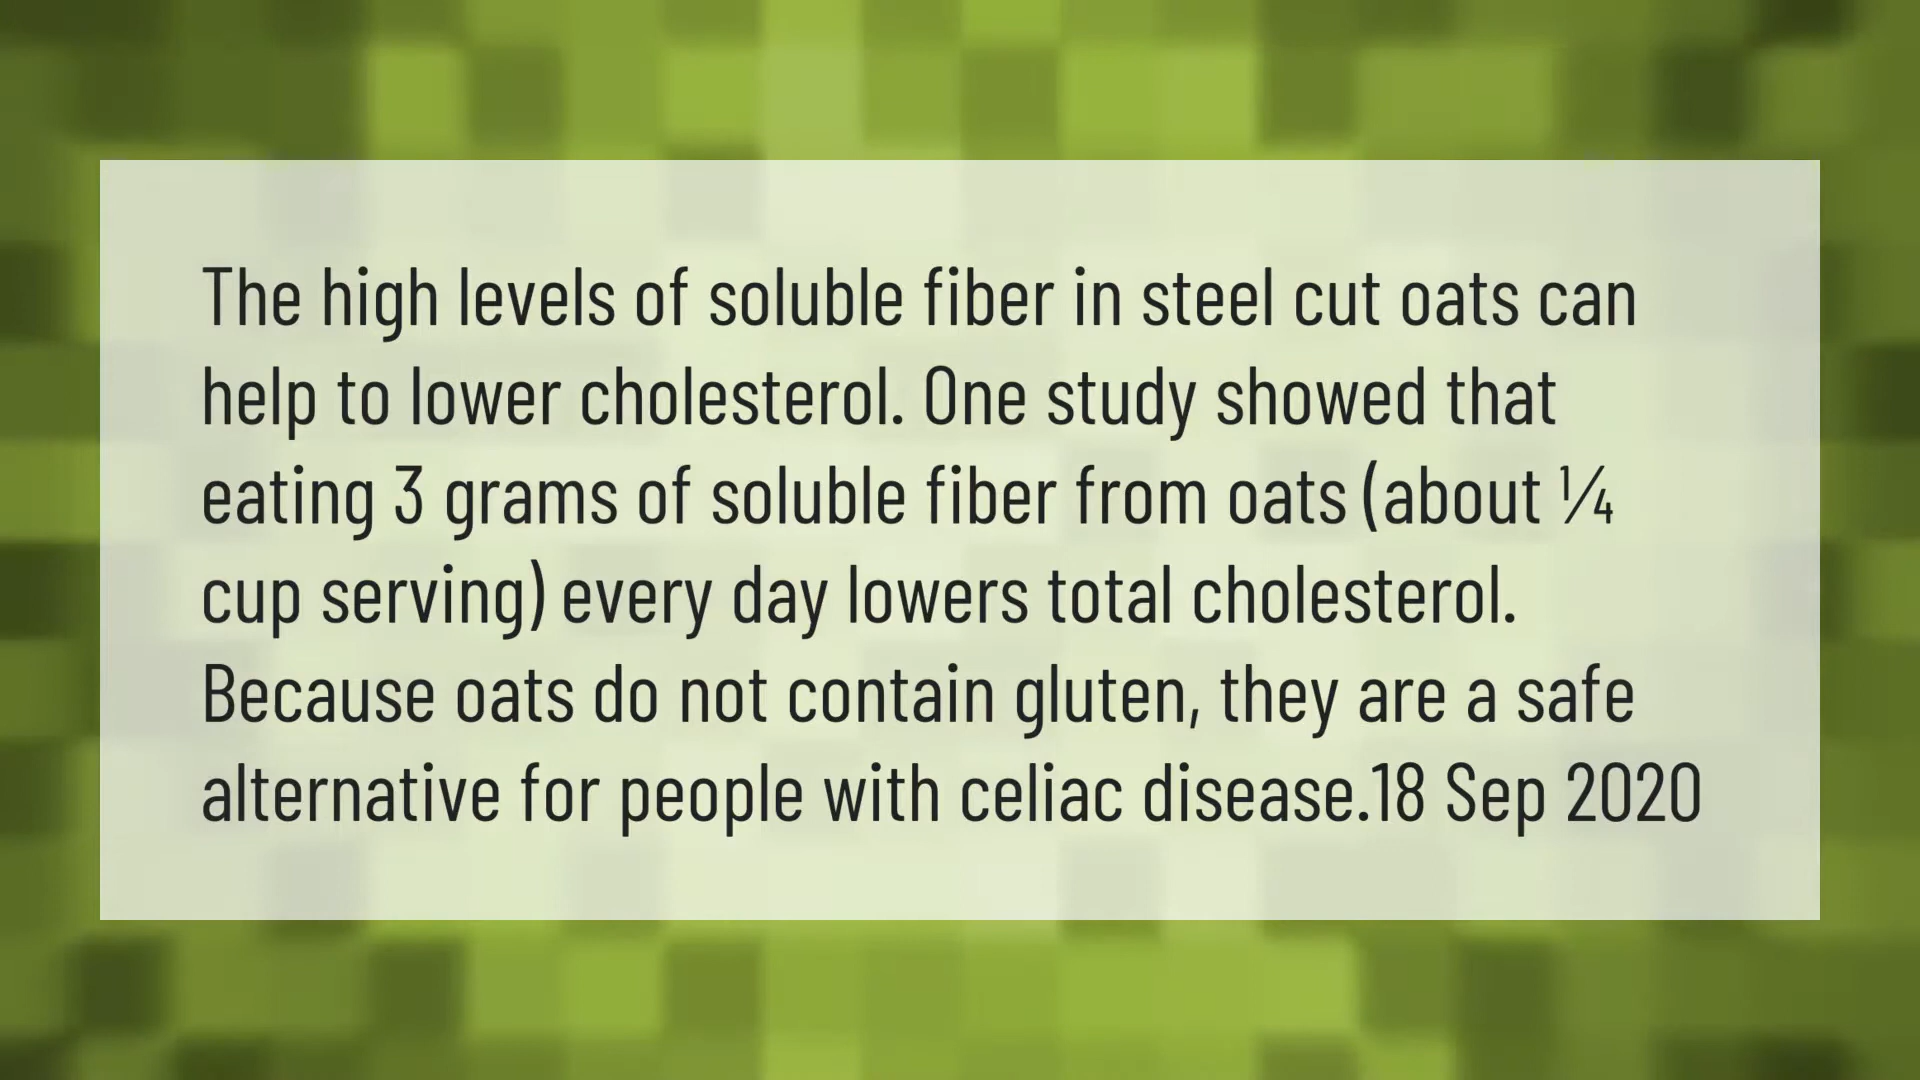 The high levels of soluble fiber in steel cut oats can
help to lower cholesterol. One study showed that
eating 3 grams of soluble fiber from oats (about ¼
cup serving) every day lowers total cholesterol.
Because oats do not contain gluten, they are a safe
alternative for people with celiac disease.18 Sep 2020